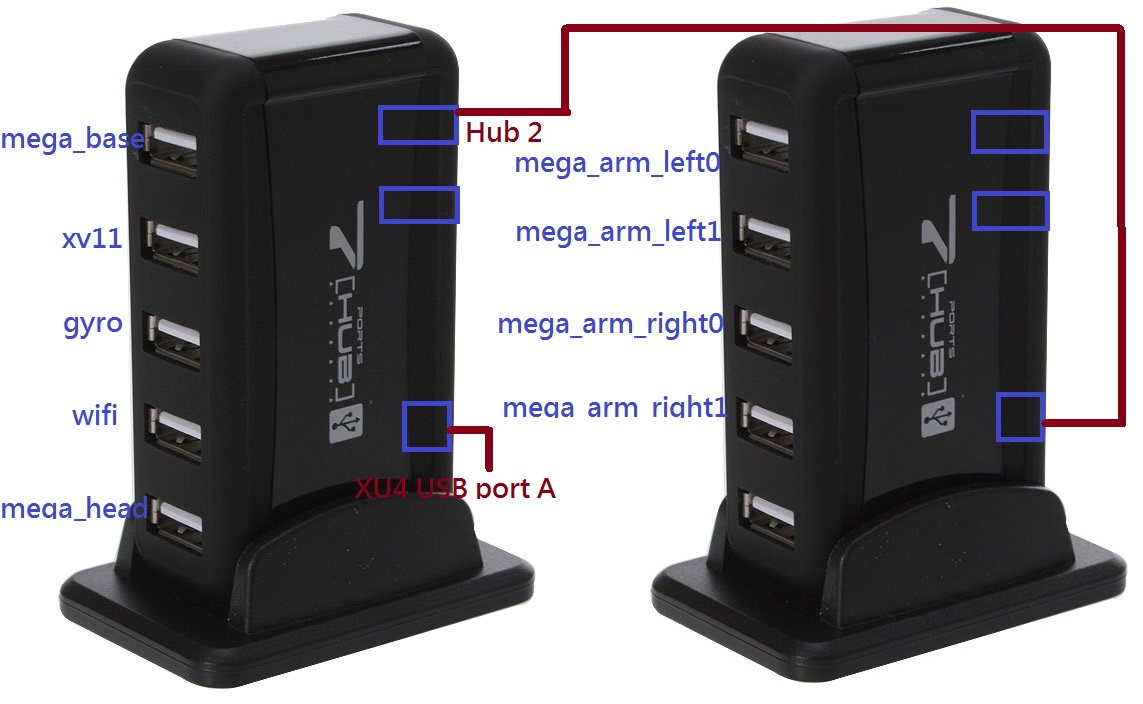 mega_base
xv11
gyro
wifi
mega_head
Hub 2
XU4 USB port A
7
PORTS
[HUB]
mega_arm_left0
mega_arm_left1
mega_arm_right0
mega_arm_right1
7
PORTS
[HUB]